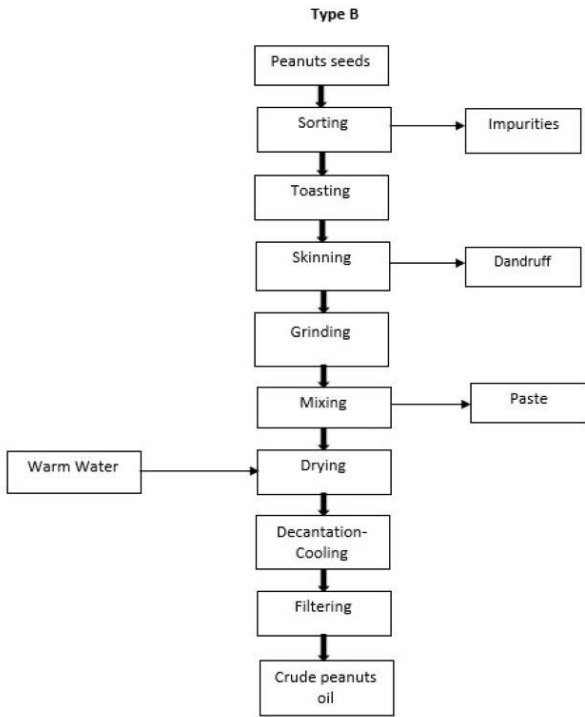 Type B
Peanuts seeds
Sorting
Impurities
Toasting
Skinning
Dandruff
Grinding
Mixing
Paste
Warm Water
Drying
Decantation-
Cooling
Filtering
Crude peanuts
oil